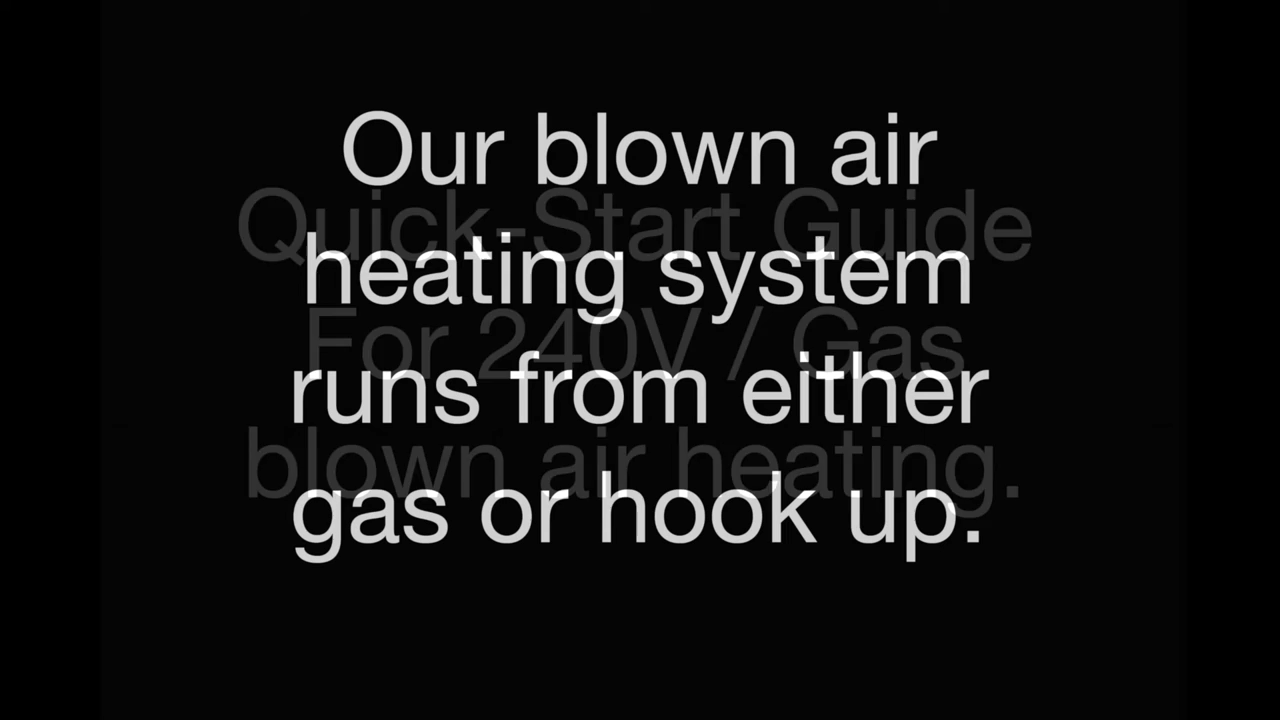 Our blown air
heating system
runs from either
gas or hook up.
Quick-Start Guide
For 240V / Gas
blown air heating.